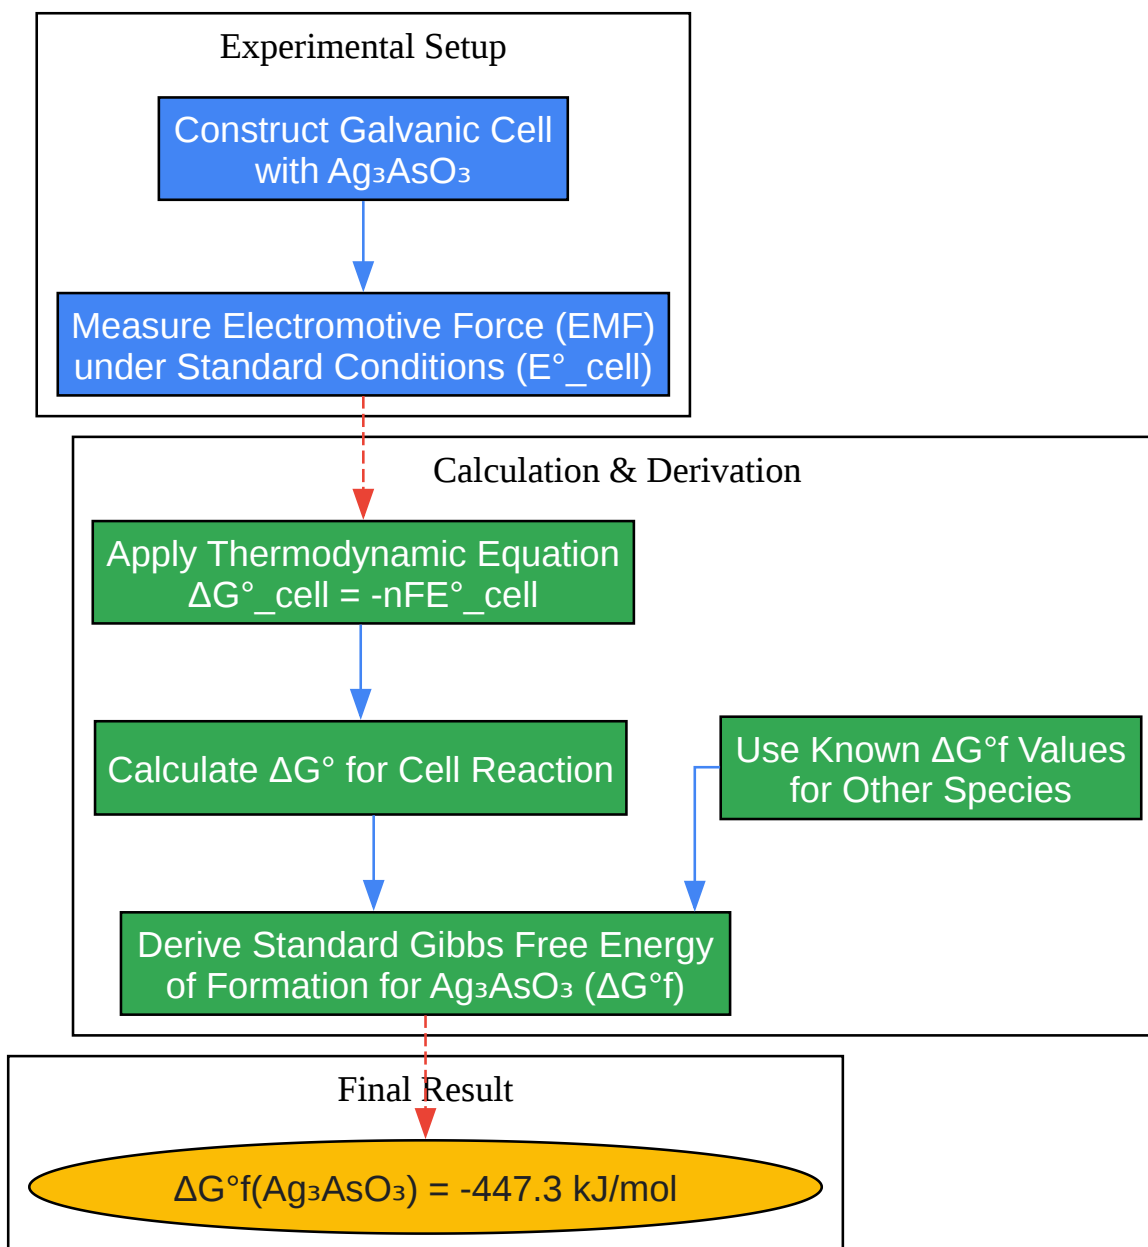 Experimental Setup
Construct Galvanic Cell
with Ag₃AsO₃
Measure Electromotive Force (EMF)
under Standard Conditions (E°_cell)
Calculation & Derivation
Apply Thermodynamic Equation
ΔG°_cell = -nFE°_cell
Calculate ΔG° for Cell Reaction
Use Known ΔG°f Values
for Other Species
Derive Standard Gibbs Free Energy
of Formation for Ag₃AsO₃ (ΔG°f)
Final Result
ΔG°f(Ag₃AsO₃) = -447.3 kJ/mol